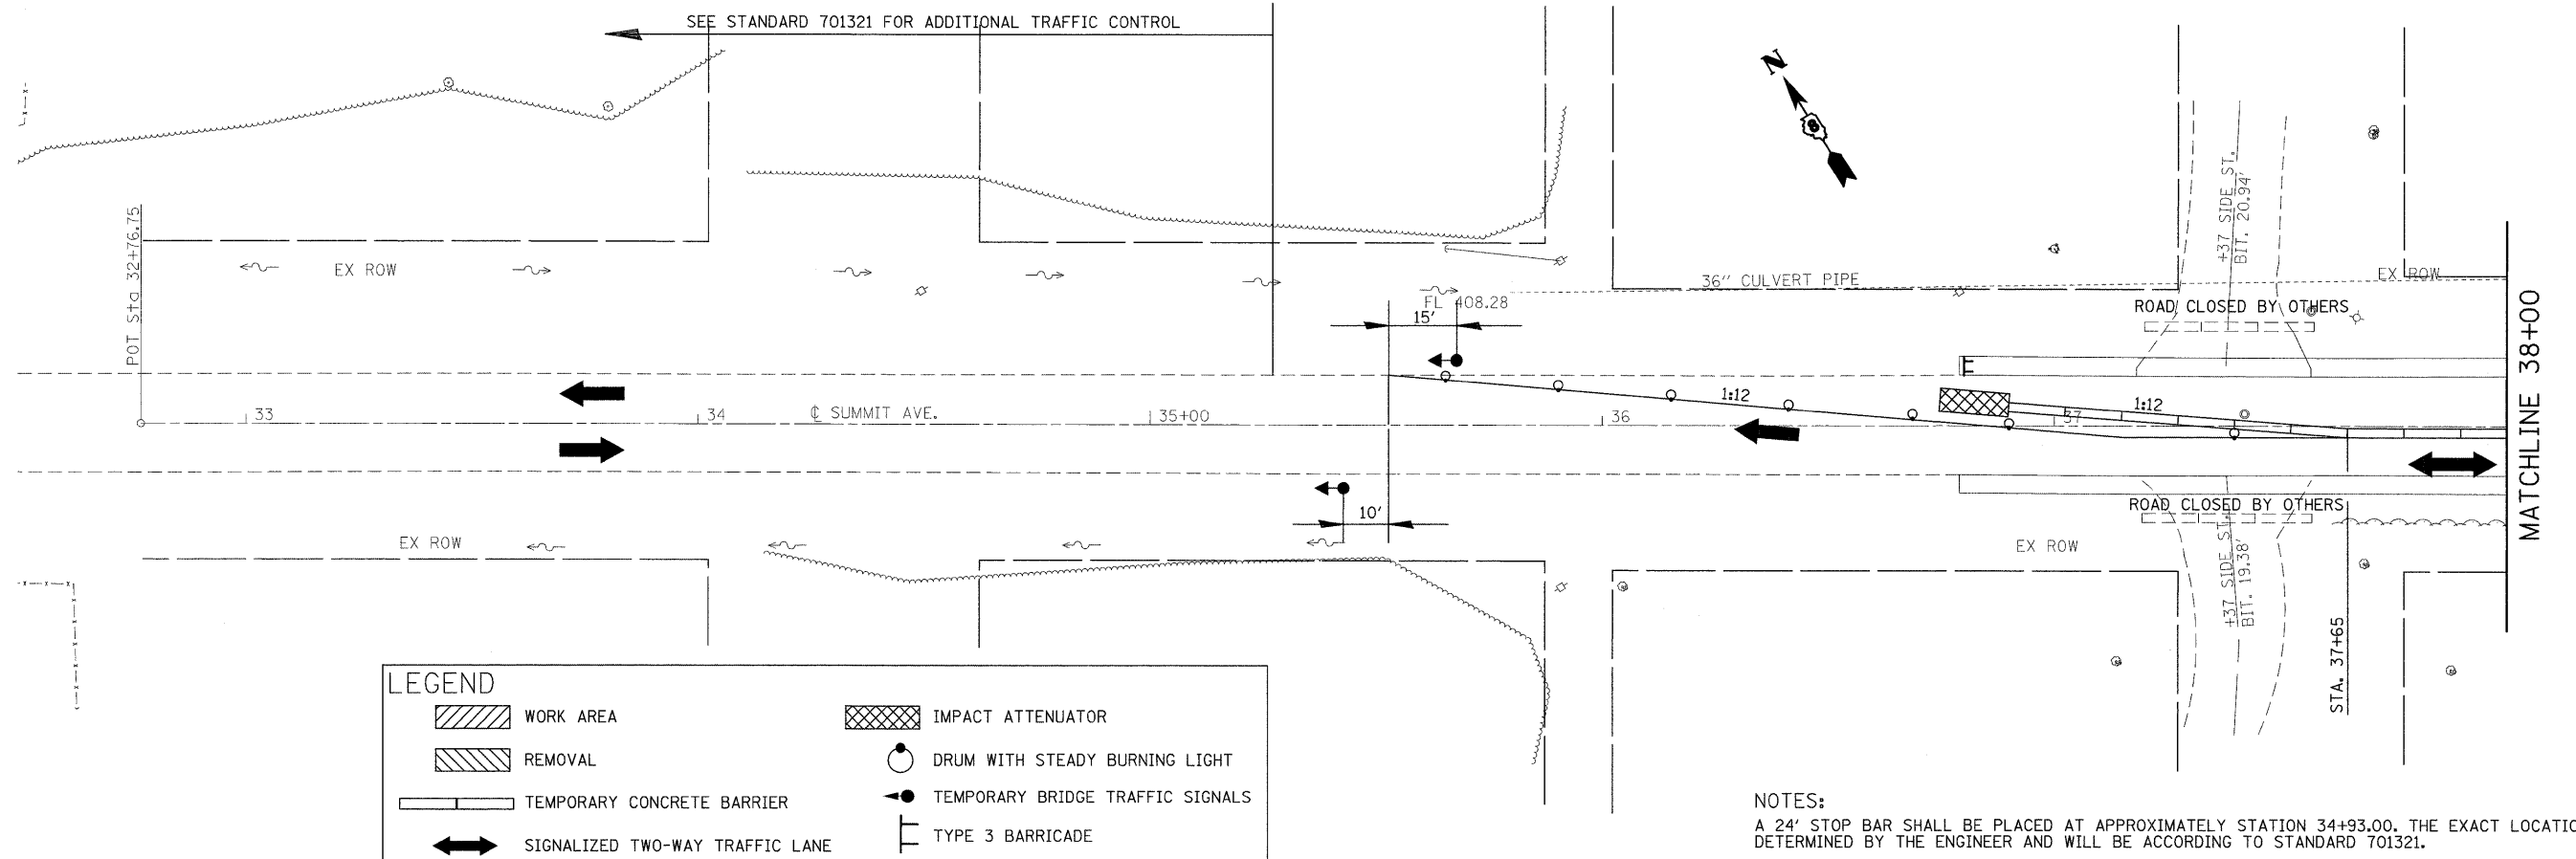 SEE STANDARD 701321 FOR ADDITIONAL TRAFFIC CONTROL
N
8
POT Sta 32+76.75
EX ROW
36" CULVERT PIPE
FL 408.28
15'
+37 SIDE ST.
BIT. 20.94'
EX ROW
ROAD CLOSED BY OTHERS
MATCHLINE 38+00
33
34
℄ SUMMIT AVE.
35+00
36
1:12
37
1:12
10'
ROAD CLOSED BY OTHERS
EX ROW
EX ROW
+37 SIDE ST.
BIT. 19.38'
STA. 37+65
LEGEND
WORK AREA
IMPACT ATTENUATOR
REMOVAL
DRUM WITH STEADY BURNING LIGHT
TEMPORARY CONCRETE BARRIER
TEMPORARY BRIDGE TRAFFIC SIGNALS
SIGNALIZED TWO-WAY TRAFFIC LANE
TYPE 3 BARRICADE
NOTES:
A 24' STOP BAR SHALL BE PLACED AT APPROXIMATELY STATION 34+93.00. THE EXACT LOCATIO
DETERMINED BY THE ENGINEER AND WILL BE ACCORDING TO STANDARD 701321.